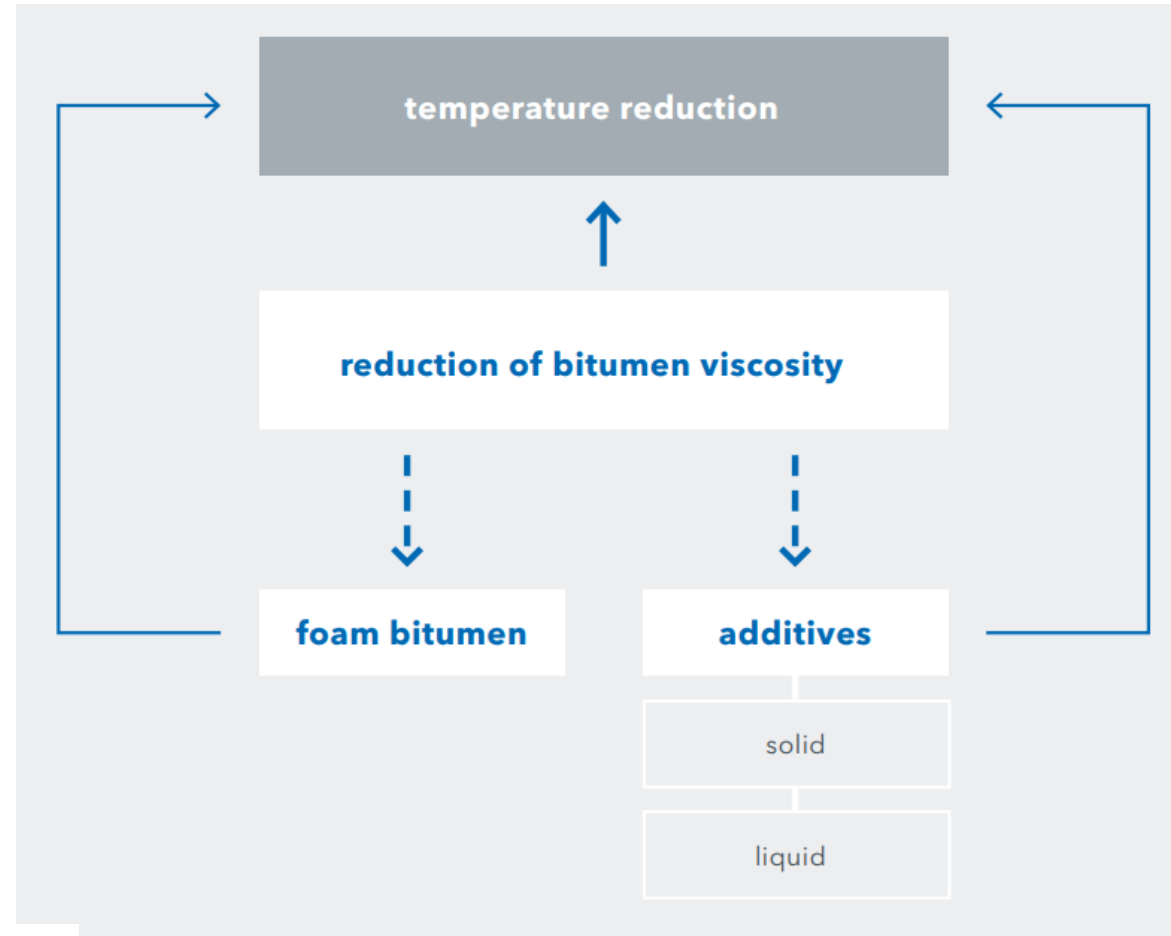 temperature reduction
reduction of bitumen viscosity
foam bitumen
additives
solid
liquid